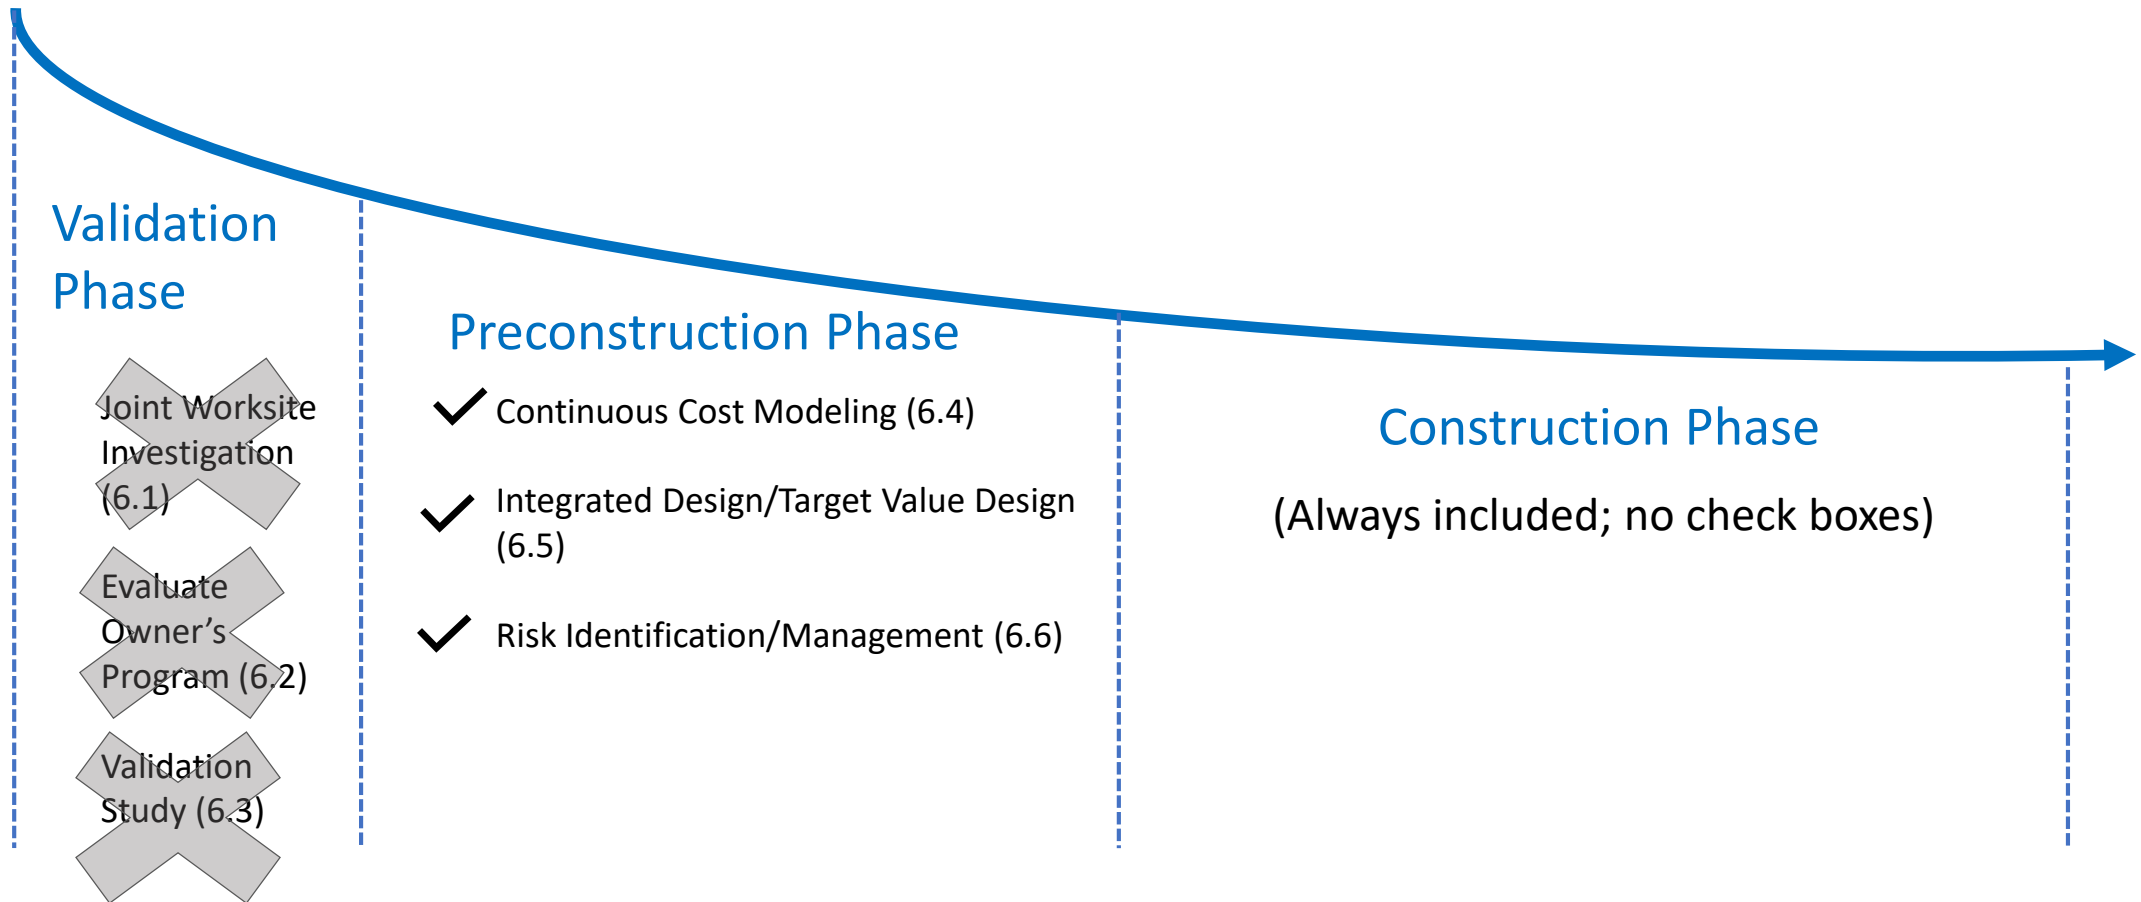 Validation
Phase
Joint Worksite
Investigation
(6.1)
Evaluate
Owner’s
Program (6.2)
Validation
Study (6.3)
Preconstruction Phase
Continuous Cost Modeling (6.4)
Integrated Design/Target Value Design
(6.5)
Risk Identification/Management (6.6)
Construction Phase
(Always included; no check boxes)